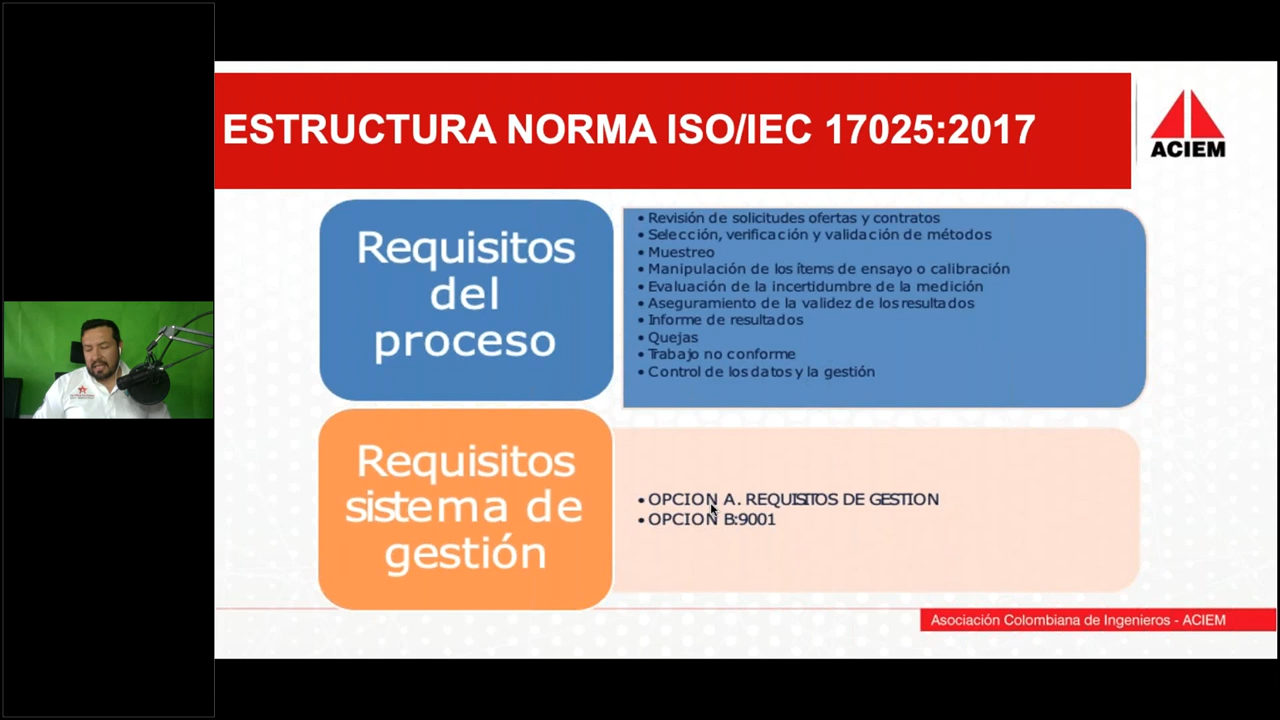 ESTRUCTURA NORMA ISO/IEC 17025:2017
ACIEM
Requisitos
del
proceso
• Revisión de solicitudes ofertas y contratos
• Selección, verificación y validación de métodos
• Muestreo
• Manipulación de los ítems de ensayo o calibración
• Evaluación de la incertidumbre de la medición
• Aseguramiento de la validez de los resultados
• Informe de resultados
• Quejas
• Trabajo no conforme
• Control de los datos y la gestión
Requisitos
sistema de
gestión
• OPCION A. REQUISITOS DE GESTION
• OPCION B:9001
Asociación Colombiana de Ingenieros - ACIEM